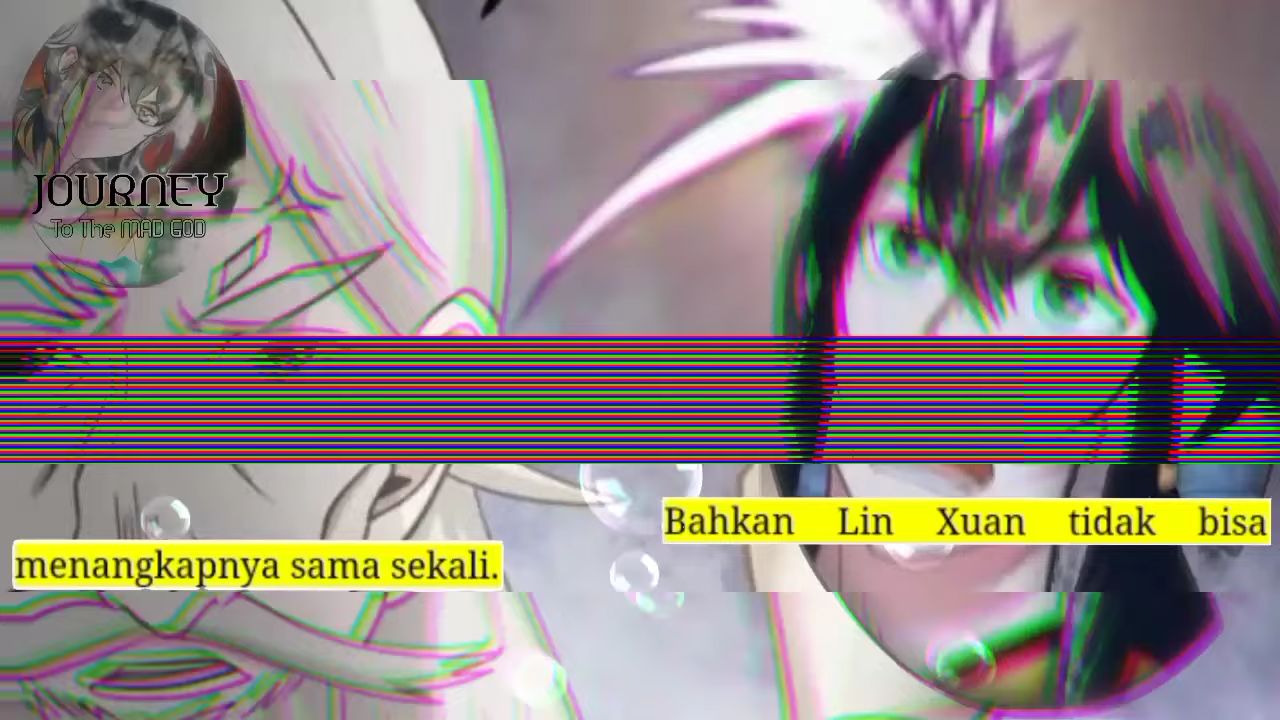 JOURNEY
To The MAD GOD
Bahkan Lin Xuan tidak bisa
menangkapnya sama sekali.